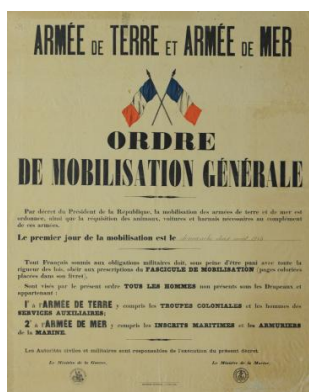 ARMÉE DE TERRE ET ARMÉE DE MER
ORDRE
DE MOBILISATION GÉNÉRALE
Par décret du Président de la République, la mobilisation des armées de terre et de mer est
ordonnée, ainsi que la réquisition des animaux, voitures et harnais nécessaires au complément
de ces armées.
Le premier jour de la mobilisation est le
Tout Français soumis aux obligations militaires doit, sous peine d'être puni avec toute la
rigueur des lois, obéir aux prescriptions du FASCICULE DE MOBILISATION (pages coloriées
placées dans son livret).
Sont visés par le présent ordre TOUS LES HOMMES non présents sous les Drapeaux et
appartenant :
1° à l'ARMÉE DE TERRE y compris les TROUPES COLONIALES et les hommes des
SERVICES AUXILIAIRES;
2° à l'ARMÉE DE MER y compris les INSCRITS MARITIMES et les ARMURIERS
de la MARINE.
Les Autorités civiles et militaires sont responsables de l'exécution du présent décret.
Le Ministre de la Guerre, Le Ministre de la Marine,